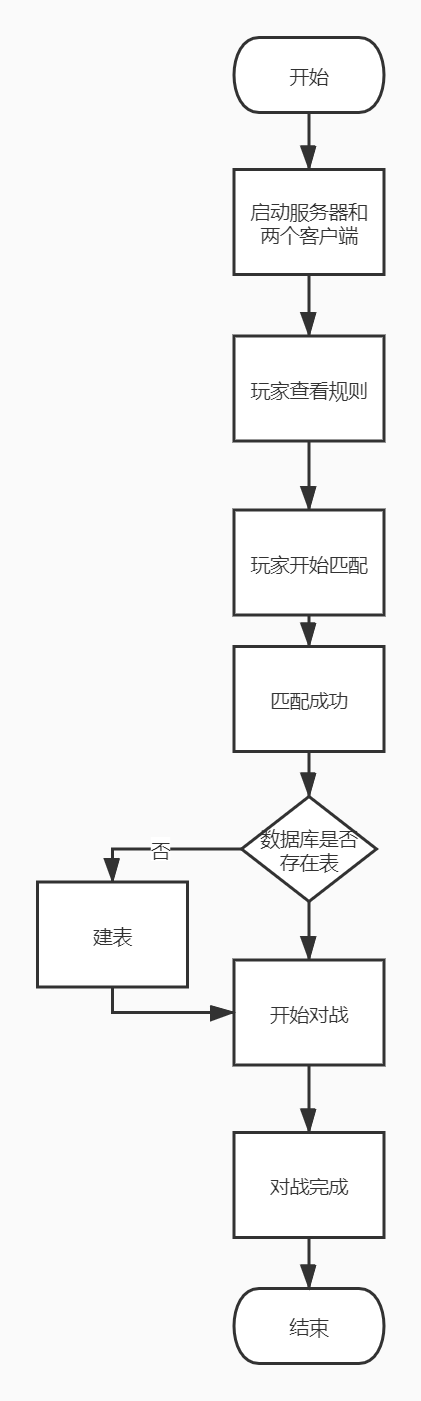 开始
启动服务器和
两个客户端
玩家查看规则
玩家开始匹配
匹配成功
数据库是否
存在表
否
建表
开始对战
对战完成
结束